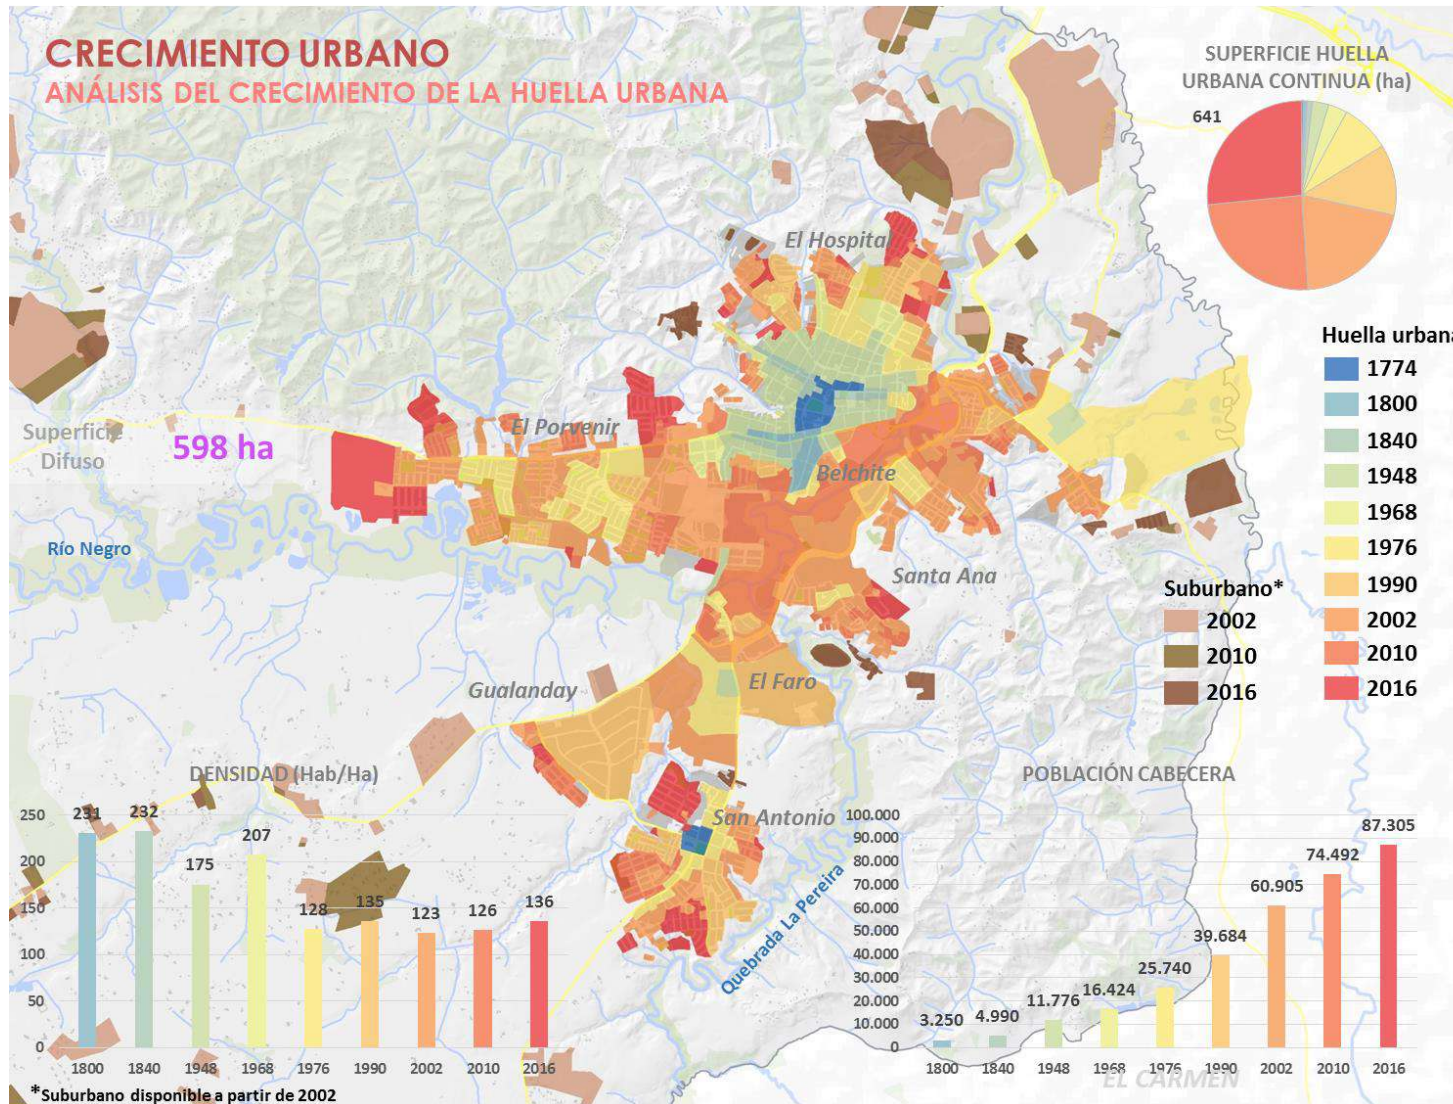 CRECIMIENTO URBANO
ANÁLISIS DEL CRECIMIENTO DE LA HUELLA URBANA
SUPERFICIE HUELLA
URBANA CONTINUA (ha)
641
El Hospital
El Porvenir
Superficie
Difuso
598 ha
Belchite
Río Negro
Santa Ana
Gualanday
El Faro
San Antonio
Quebrada La Pereira
Huella urbana
1774
1800
1840
1948
1968
1976
1990
2002
2010
2016
Suburbano*
2002
2010
2016
DENSIDAD (Hab/Ha)
250
200
150
100
50
0
231
232
175
207
128
135
123
126
136
1800 1840 1948 1968 1976 1990 2002 2010 2016
*Suburbano disponible a partir de 2002
POBLACIÓN CABECERA
100.000
90.000
80.000
70.000
60.000
50.000
40.000
30.000
20.000
10.000
0
3.250
4.990
11.776
16.424
25.740
39.684
60.905
74.492
87.305
1800 1840 1948 1968 1976 1990 2002 2010 2016
EL CARMEN